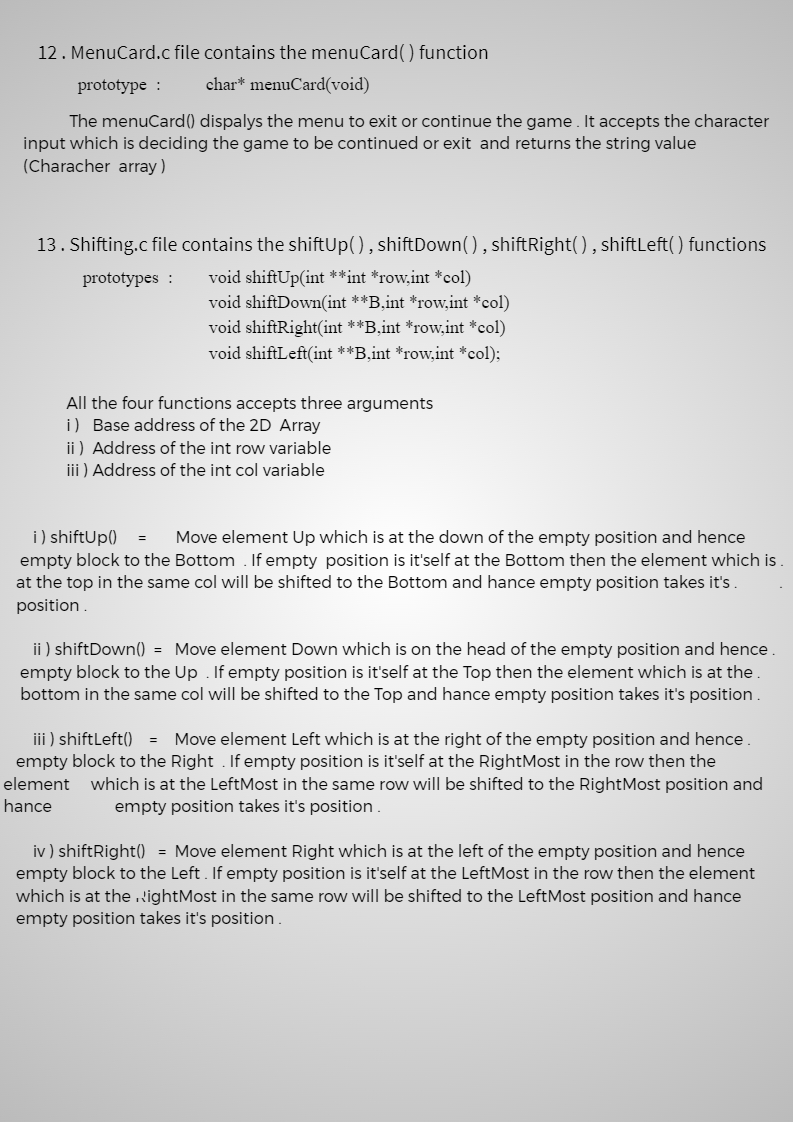 12 . MenuCard.c file contains the menuCard( ) function
prototype : char* menuCard(void)
The menuCard() dispalys the menu to exit or continue the game . It accepts the character
input which is deciding the game to be continued or exit and returns the string value
(Characher array )
13 . Shifting.c file contains the shiftUp( ) , shiftDown( ) , shiftRight( ) , shiftLeft( ) functions
prototypes : void shiftUp(int **int *row,int *col)
void shiftDown(int **B,int *row,int *col)
void shiftRight(int **B,int *row,int *col)
void shiftLeft(int **B,int *row,int *col);
All the four functions accepts three arguments
i ) Base address of the 2D Array
ii ) Address of the int row variable
iii ) Address of the int col variable
i ) shiftUp() = Move element Up which is at the down of the empty position and hence
empty block to the Bottom . If empty position is it'self at the Bottom then the element which is .
at the top in the same col will be shifted to the Bottom and hance empty position takes it's . .
position .
ii ) shiftDown() = Move element Down which is on the head of the empty position and hence .
empty block to the Up . If empty position is it'self at the Top then the element which is at the .
bottom in the same col will be shifted to the Top and hance empty position takes it's position .
iii ) shiftLeft() = Move element Left which is at the right of the empty position and hence .
empty block to the Right . If empty position is it'self at the RightMost in the row then the
element which is at the LeftMost in the same row will be shifted to the RightMost position and
hance empty position takes it's position .
iv ) shiftRight() = Move element Right which is at the left of the empty position and hence
empty block to the Left . If empty position is it'self at the LeftMost in the row then the element
which is at the RightMost in the same row will be shifted to the LeftMost position and hance
empty position takes it's position .